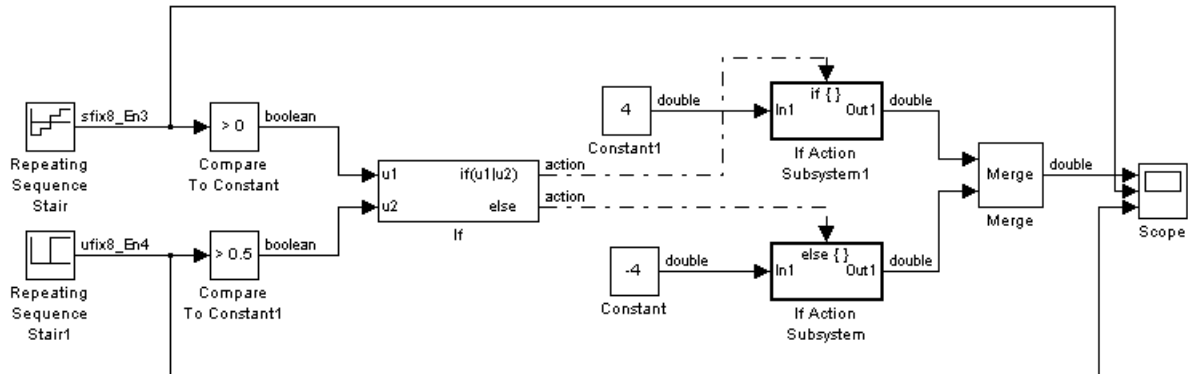 sfix8_En3
> 0
boolean
Repeating
Sequence
Stair
Compare
To Constant
ufix8_En4
> 0.5
boolean
Repeating
Sequence
Stair1
Compare
To Constant1
u1
if(u1|u2)
u2
else
If
action
action
4
double
Constant1
if { }
In1
Out1
double
If Action
Subsystem1
-4
double
Constant
else { }
In1
Out1
double
If Action
Subsystem
Merge
double
Merge
Scope